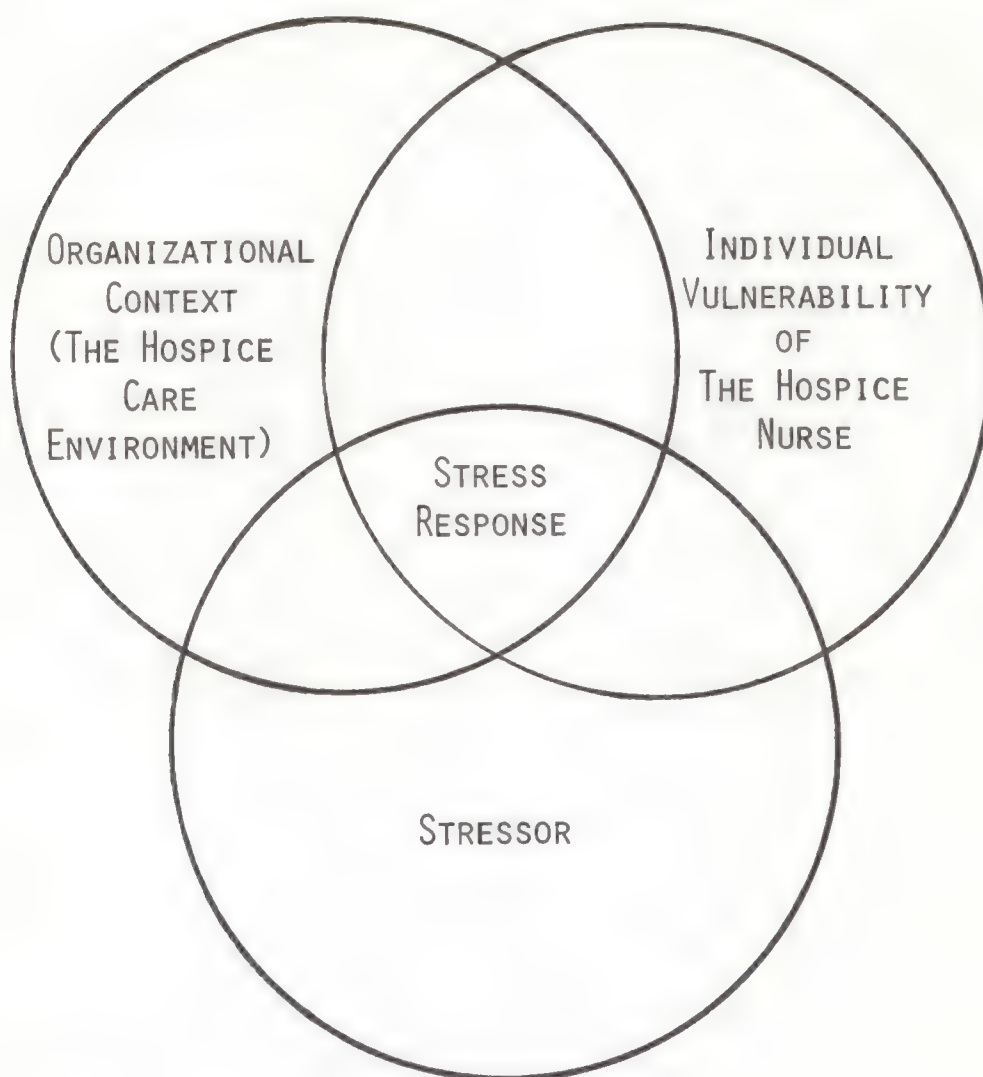 ORGANIZATIONAL
CONTEXT
(THE HOSPICE
CARE
ENVIRONMENT)
INDIVIDUAL
VULNERABILITY
OF
THE HOSPICE
NURSE
STRESS
RESPONSE
STRESSOR